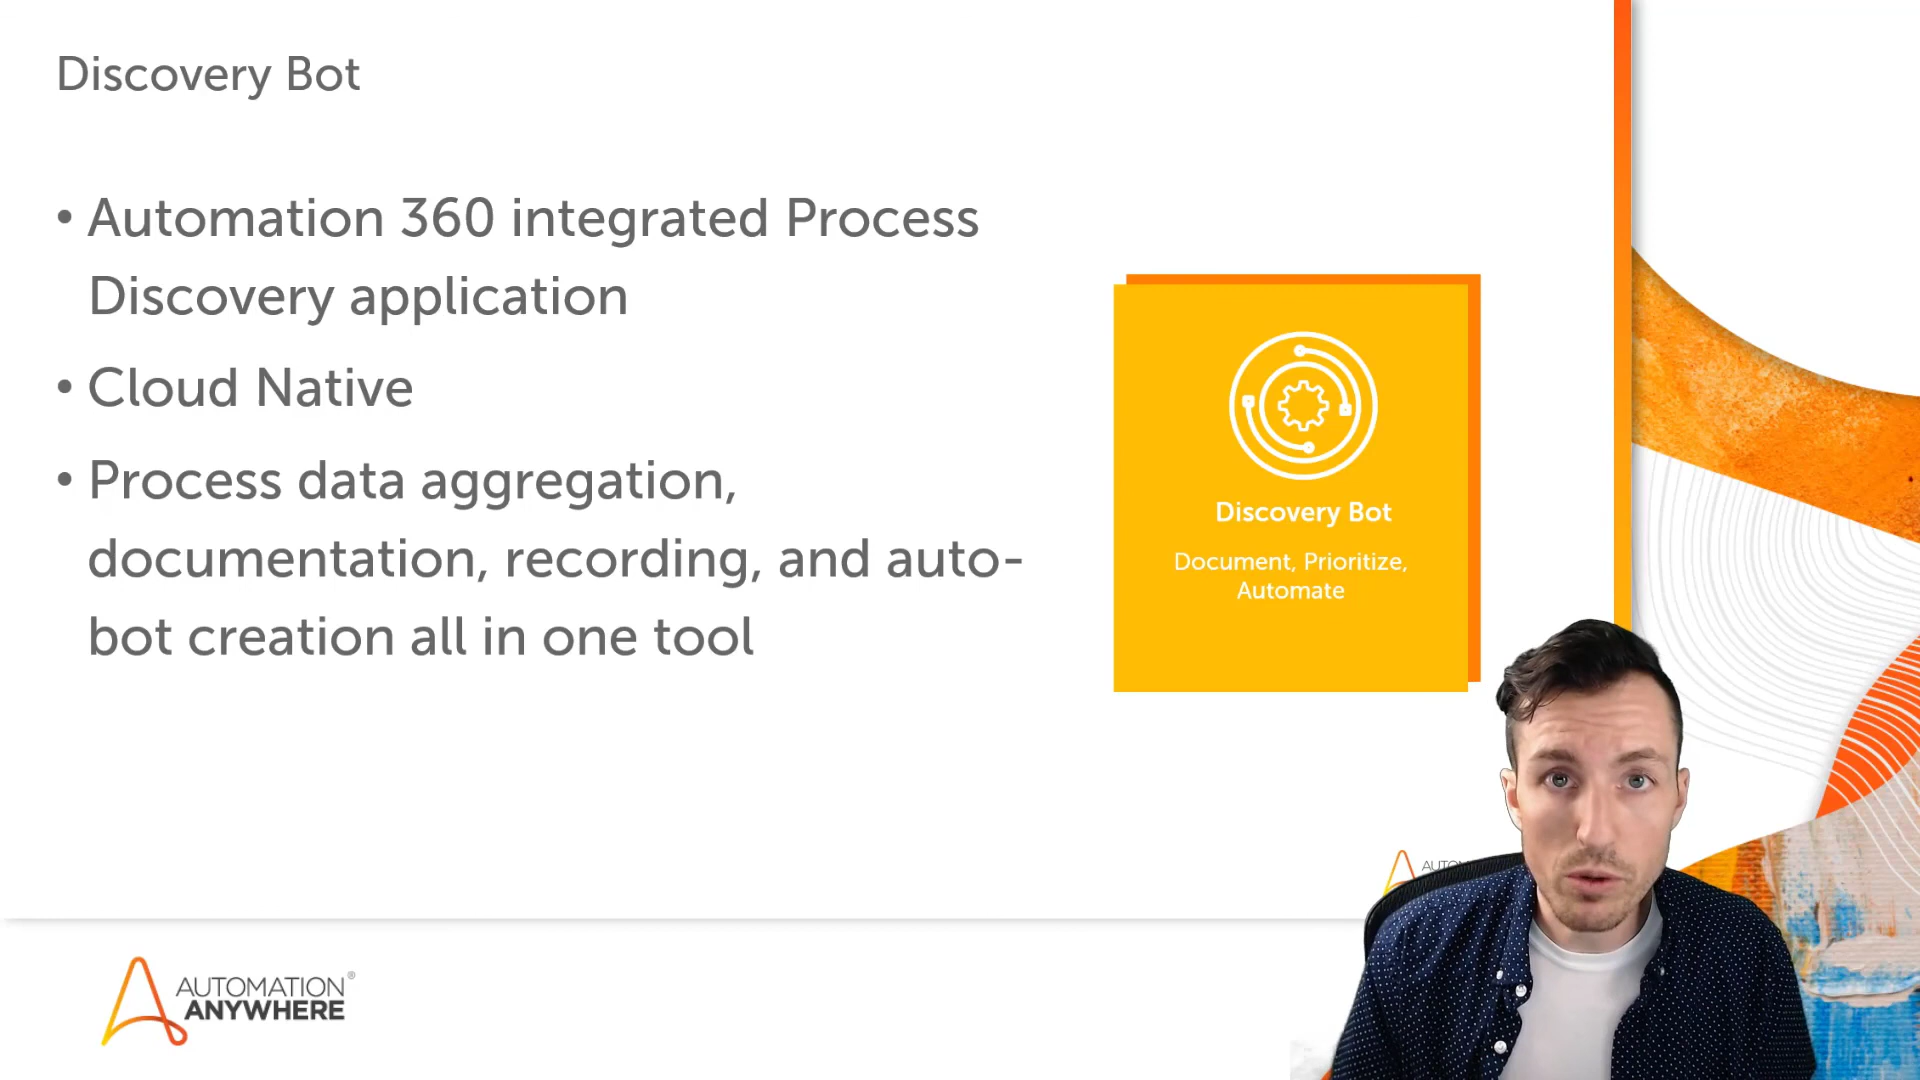 Discovery Bot
• Automation 360 integrated Process
Discovery application
• Cloud Native
• Process data aggregation,
documentation, recording, and auto-
bot creation all in one tool
Discovery Bot
Document, Prioritize,
Automate
AUTOMATION®
ANYWHERE